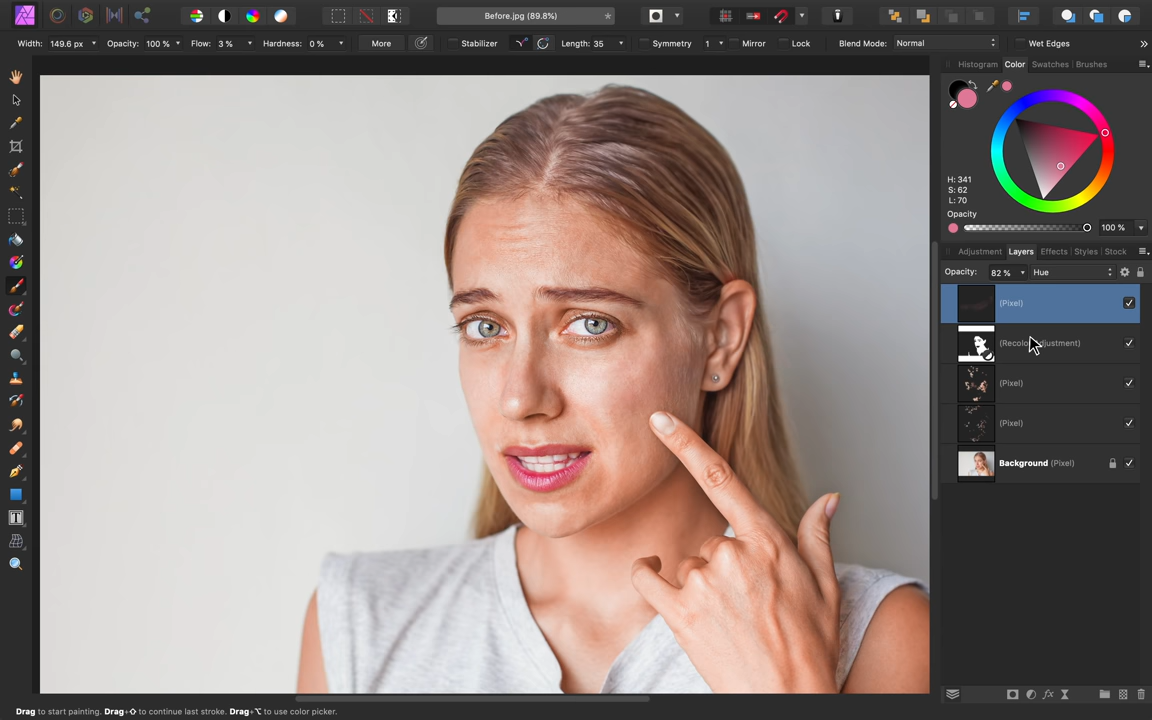 Before.jpg (89.8%)
Width: 149.6 px Opacity: 100 % Flow: 3 % Hardness: 0 % More Stabilizer Length: 35 Symmetry 1 Mirror Lock Blend Mode: Normal Wet Edges
Histogram Color Swatches Brushes
H: 341
S: 62
L: 70
Opacity
100 %
Adjustment Layers Effects Styles Stock
Opacity: 82 % Hue
(Pixel)
(Pixel)
(Pixel)
Background (Pixel)
Drag to start painting. Drag+⇧ to continue last stroke. Drag+⌥ to use color picker.